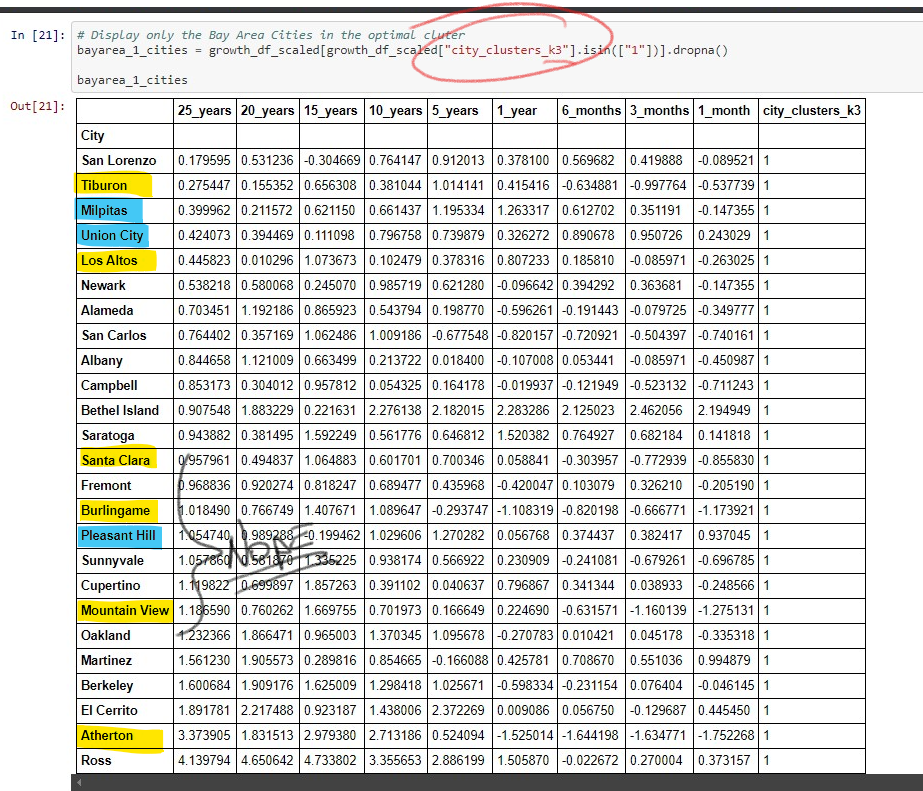 In [21]: # Display only the Bay Area Cities in the optimal cluter
bayarea_1_cities = growth_df_scaled[growth_df_scaled["city_clusters_k3"].isin(["1"])].dropna()
bayarea_1_cities
Out[21]:
25_years 20_years 15_years 10_years 5_years 1_year 6_months 3_months 1_month city_clusters_k3
City
San Lorenzo 0.179595 0.531236 -0.304669 0.764147 0.912013 0.378100 0.569682 0.419888 -0.089521 1
Tiburon 0.275447 0.155352 0.656308 0.381044 1.014141 0.415416 -0.634881 -0.997764 -0.537739 1
Milpitas 0.399962 0.211572 0.621150 0.661437 1.195334 1.263317 0.612702 0.351191 -0.147355 1
Union City 0.424073 0.394469 0.111098 0.796758 0.739879 0.326272 0.890678 0.950726 0.243029 1
Los Altos 0.445823 0.010296 1.073673 0.102479 0.378316 0.807233 0.185810 -0.085971 -0.263025 1
Newark 0.538218 0.580068 0.245070 0.985719 0.621280 -0.096642 0.394292 0.363681 -0.147355 1
Alameda 0.703451 1.192186 0.865923 0.543794 0.198770 -0.596261 -0.191443 -0.079725 -0.349777 1
San Carlos 0.764402 0.357169 1.062486 1.009186 -0.677548 -0.820157 -0.720921 -0.504397 -0.740161 1
Albany 0.844658 1.121009 0.663499 0.213722 0.018400 -0.107008 0.053441 -0.085971 -0.450987 1
Campbell 0.853173 0.304012 0.957812 0.054325 0.164178 -0.019937 -0.121949 -0.523132 -0.711243 1
Bethel Island 0.907548 1.883229 0.221631 2.276138 2.182015 2.283286 2.125023 2.462056 2.194949 1
Saratoga 0.943882 0.381495 1.592249 0.561776 0.646812 1.520382 0.764927 0.682184 0.141818 1
Santa Clara 0.957961 0.494837 1.064883 0.601701 0.700346 0.058841 -0.303957 -0.772939 -0.855830 1
Fremont 0.968836 0.920274 0.818247 0.689477 0.435968 -0.420047 0.103079 0.326210 -0.205190 1
Burlingame 1.018490 0.766749 1.407671 1.089647 -0.293747 -1.108319 -0.820198 -0.666771 -1.173921 1
Pleasant Hill 1.054740 0.989288 -0.199462 1.029606 1.270282 0.056768 0.374437 0.382417 0.937045 1
NOPE
Sunnyvale 1.057860 0.581870 1.335225 0.938174 0.566922 0.230909 -0.241081 -0.679261 -0.696785 1
Cupertino 1.119822 0.699897 1.857263 0.391102 0.040637 0.796867 0.341344 0.038933 -0.248566 1
Mountain View 1.186590 0.760262 1.669755 0.701973 0.166649 0.224690 -0.631571 -1.160139 -1.275131 1
Oakland 1.232366 1.866471 0.965003 1.370345 1.095678 -0.270783 0.010421 0.045178 -0.335318 1
Martinez 1.561230 1.905573 0.289816 0.854665 -0.166088 0.425781 0.708670 0.551036 0.994879 1
Berkeley 1.600684 1.909176 1.625009 1.298418 1.025671 -0.598334 -0.231154 0.076404 -0.046145 1
El Cerrito 1.891781 2.217488 0.923187 1.438006 2.372269 0.009086 0.056750 -0.129687 0.445450 1
Atherton 3.373905 1.831513 2.979380 2.713186 0.524094 -1.525014 -1.644198 -1.634771 -1.752268 1
Ross 4.139794 4.650642 4.733802 3.355653 2.886199 1.505870 -0.022672 0.270004 0.373157 1